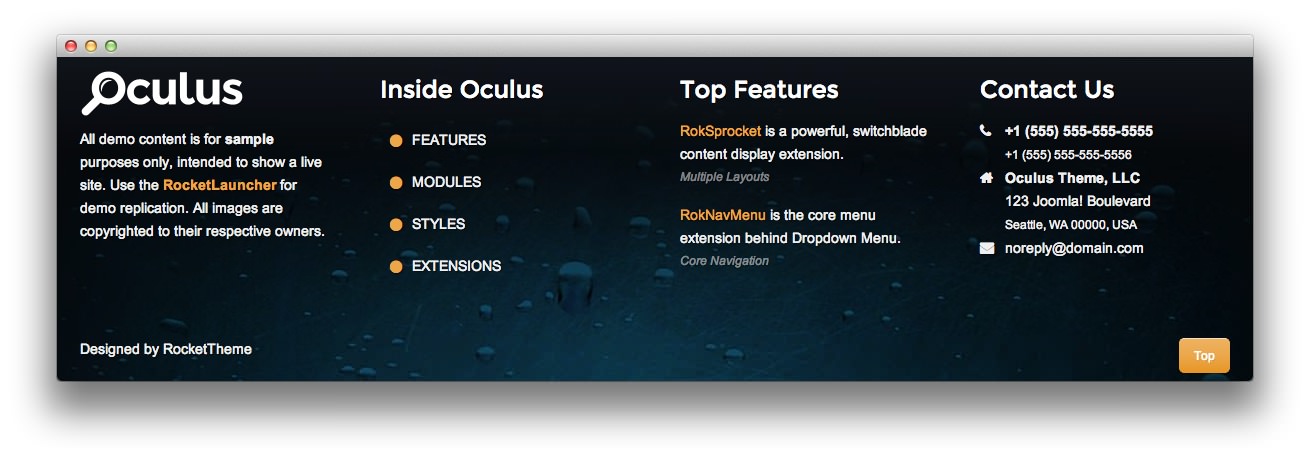 Oculus
All demo content is for sample
purposes only, intended to show a live
site. Use the RocketLauncher for
demo replication. All images are
copyrighted to their respective owners.
Inside Oculus
FEATURES
MODULES
STYLES
EXTENSIONS
Top Features
RokSprocket is a powerful, switchblade
content display extension.
Multiple Layouts
RokNavMenu is the core menu
extension behind Dropdown Menu.
Core Navigation
Contact Us
+1 (555) 555-555-5555
+1 (555) 555-555-5556
Oculus Theme, LLC
123 Joomla! Boulevard
Seattle, WA 00000, USA
noreply@domain.com
Designed by RocketTheme
Top